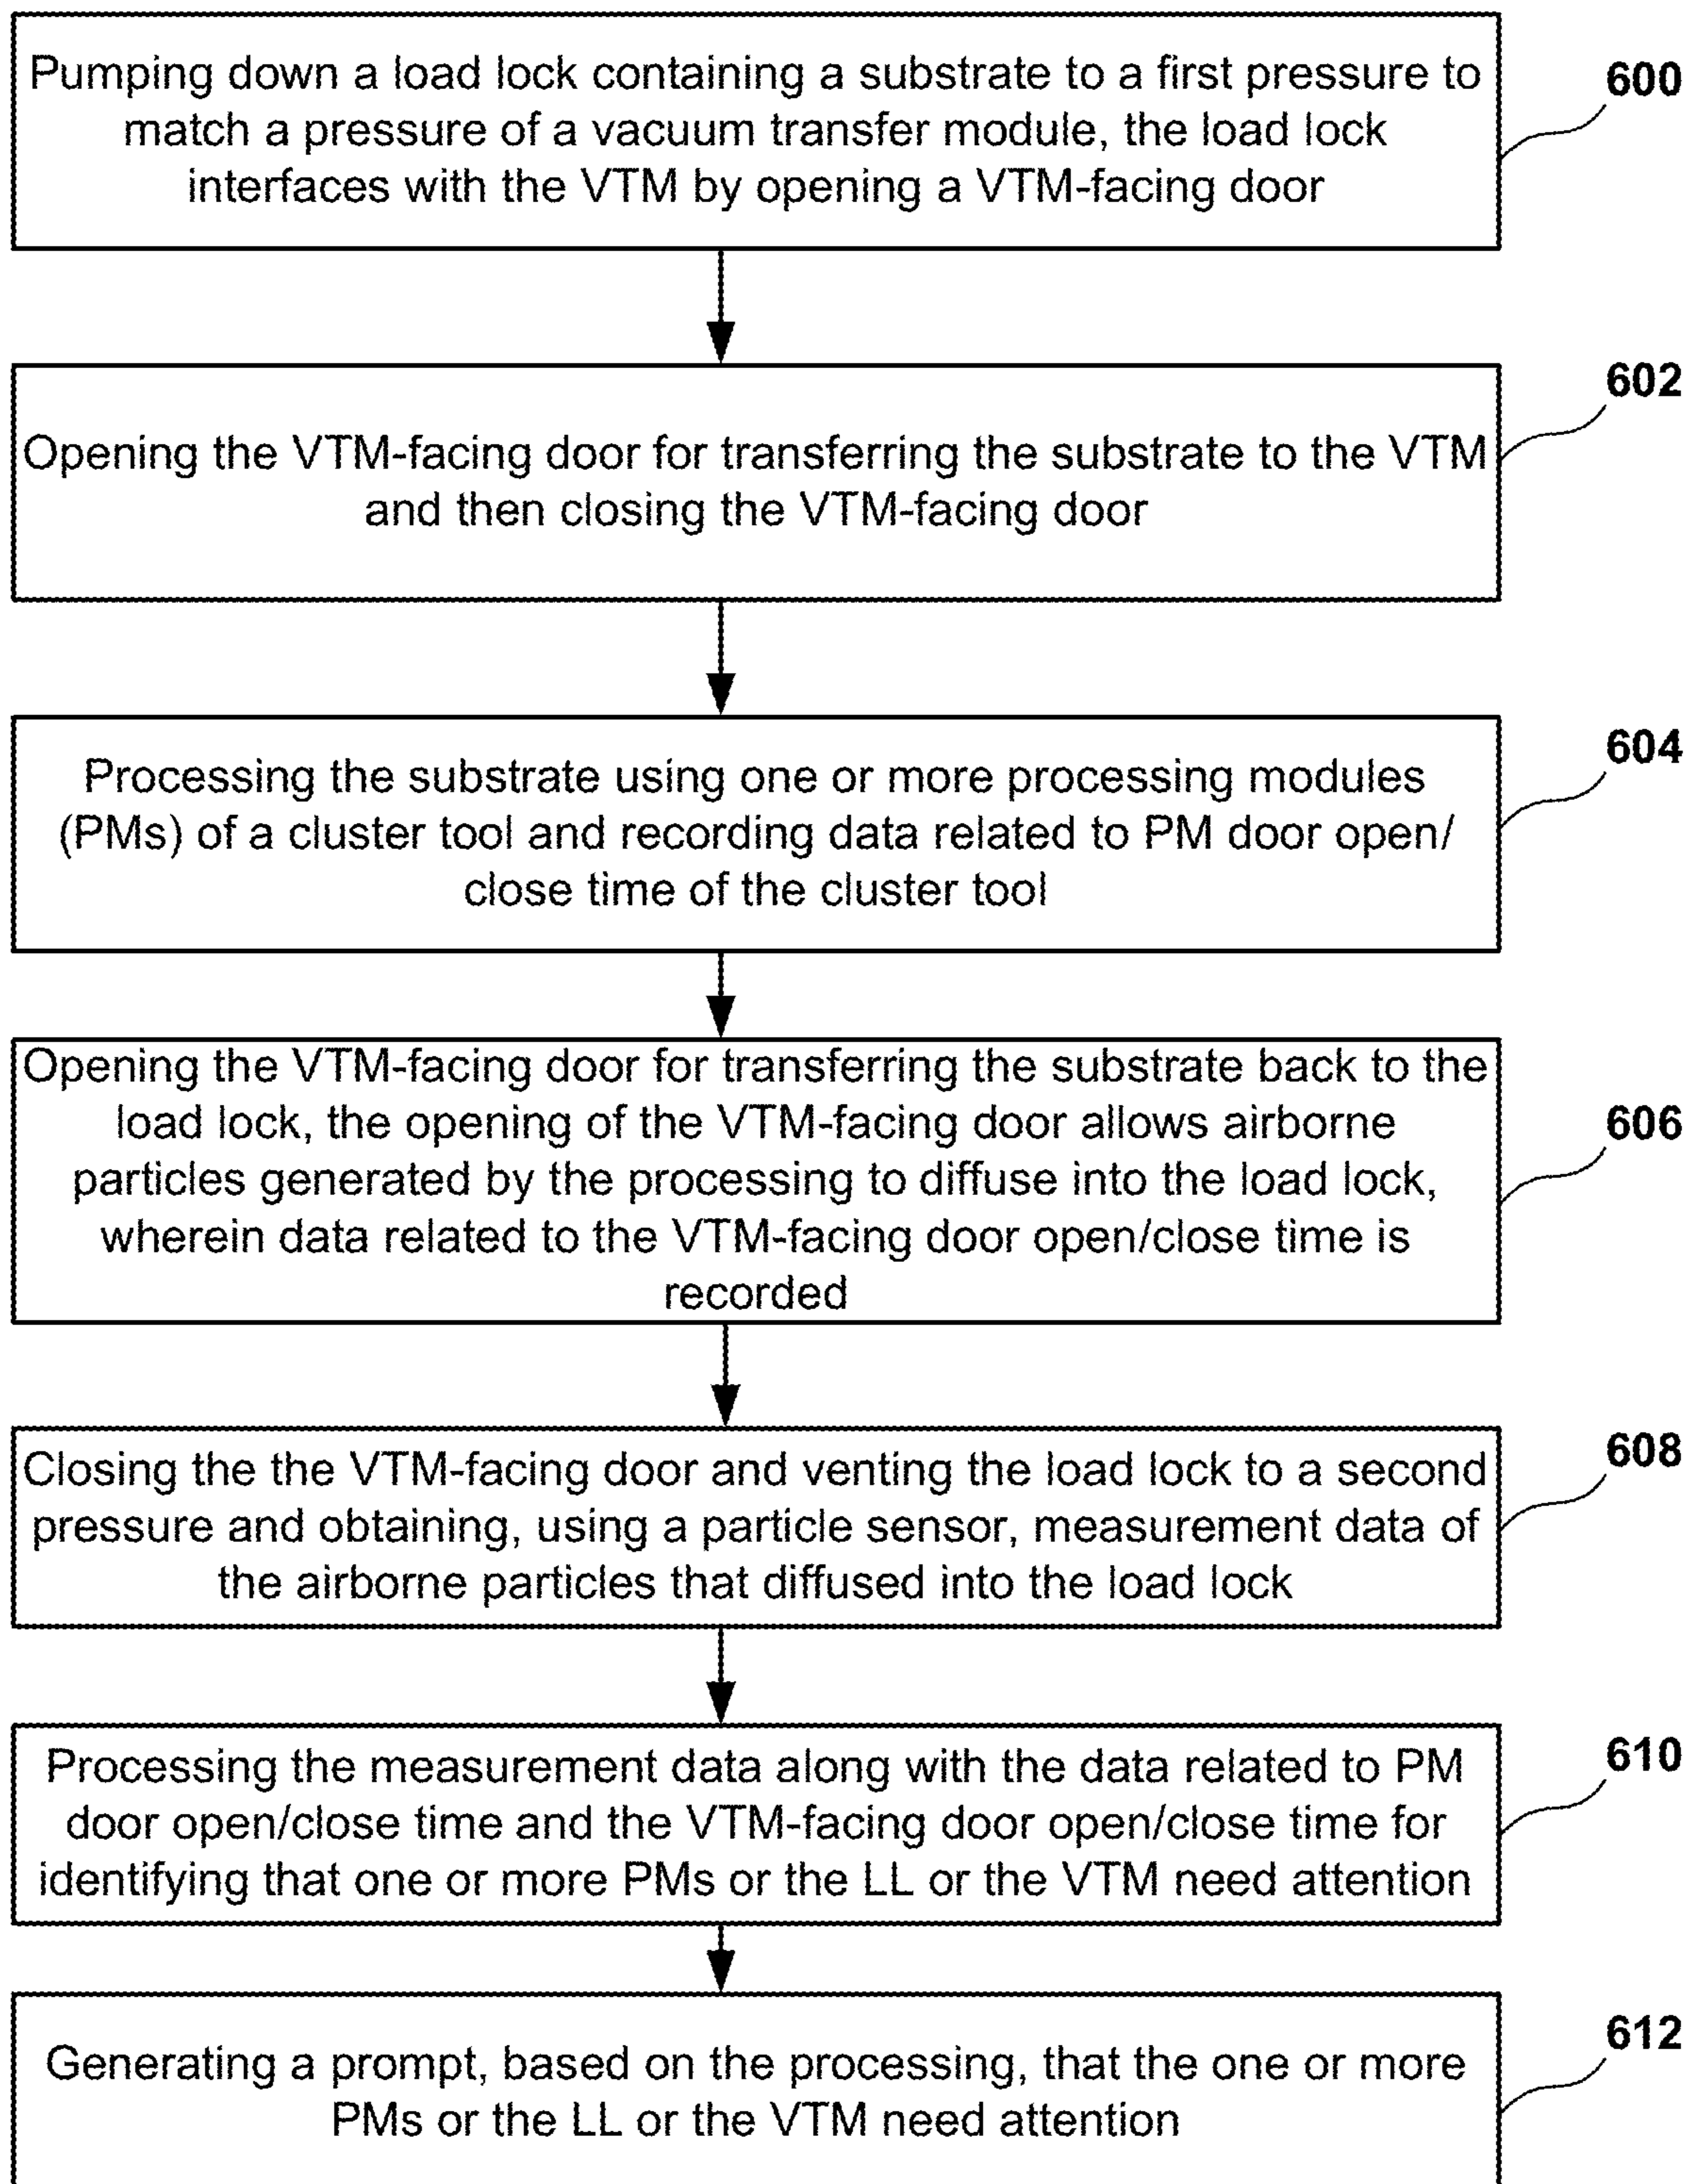 Pumping down a load lock containing a substrate to a first pressure to
match a pressure of a vacuum transfer module, the load lock
interfaces with the VTM by opening a VTM-facing door
600
Opening the VTM-facing door for transferring the substrate to the VTM
and then closing the VTM-facing door
602
Processing the substrate using one or more processing modules
(PMs) of a cluster tool and recording data related to PM door open/
close time of the cluster tool
604
Opening the VTM-facing door for transferring the substrate back to the
load lock, the opening of the VTM-facing door allows airborne
particles generated by the processing to diffuse into the load lock,
wherein data related to the VTM-facing door open/close time is
recorded
606
Closing the the VTM-facing door and venting the load lock to a second
pressure and obtaining, using a particle sensor, measurement data of
the airborne particles that diffused into the load lock
608
Processing the measurement data along with the data related to PM
door open/close time and the VTM-facing door open/close time for
identifying that one or more PMs or the LL or the VTM need attention
610
Generating a prompt, based on the processing, that the one or more
PMs or the LL or the VTM need attention
612